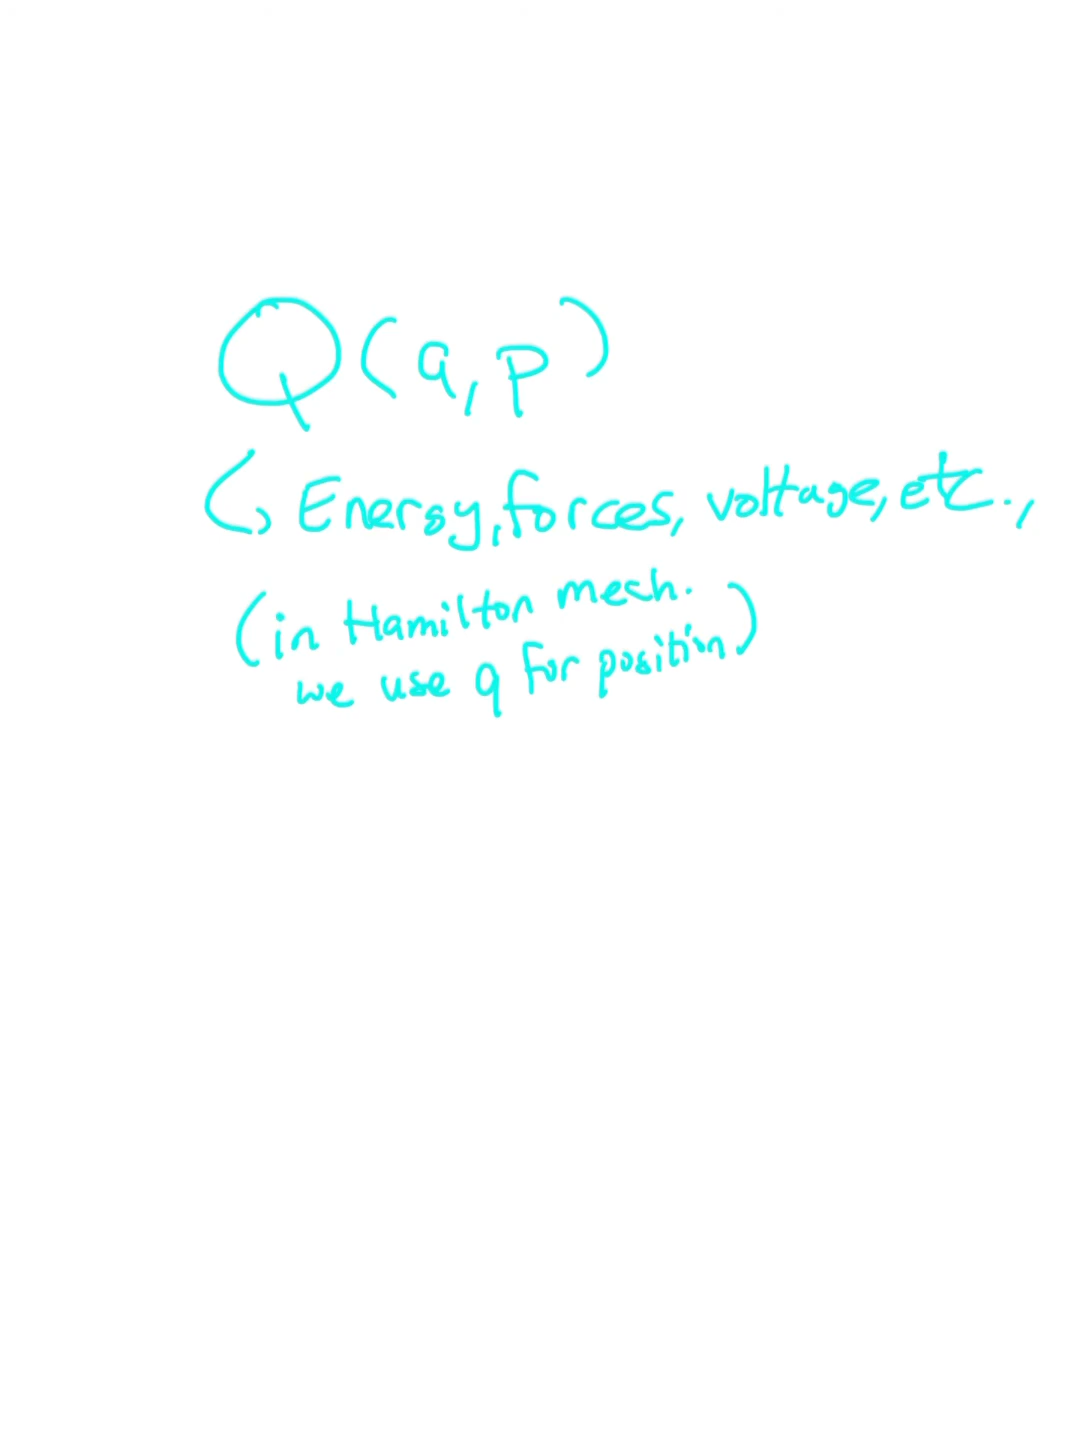 Q(q,p)
↳ Energy, forces, voltage, etc.,
(in Hamilton mech.
we use q for position)